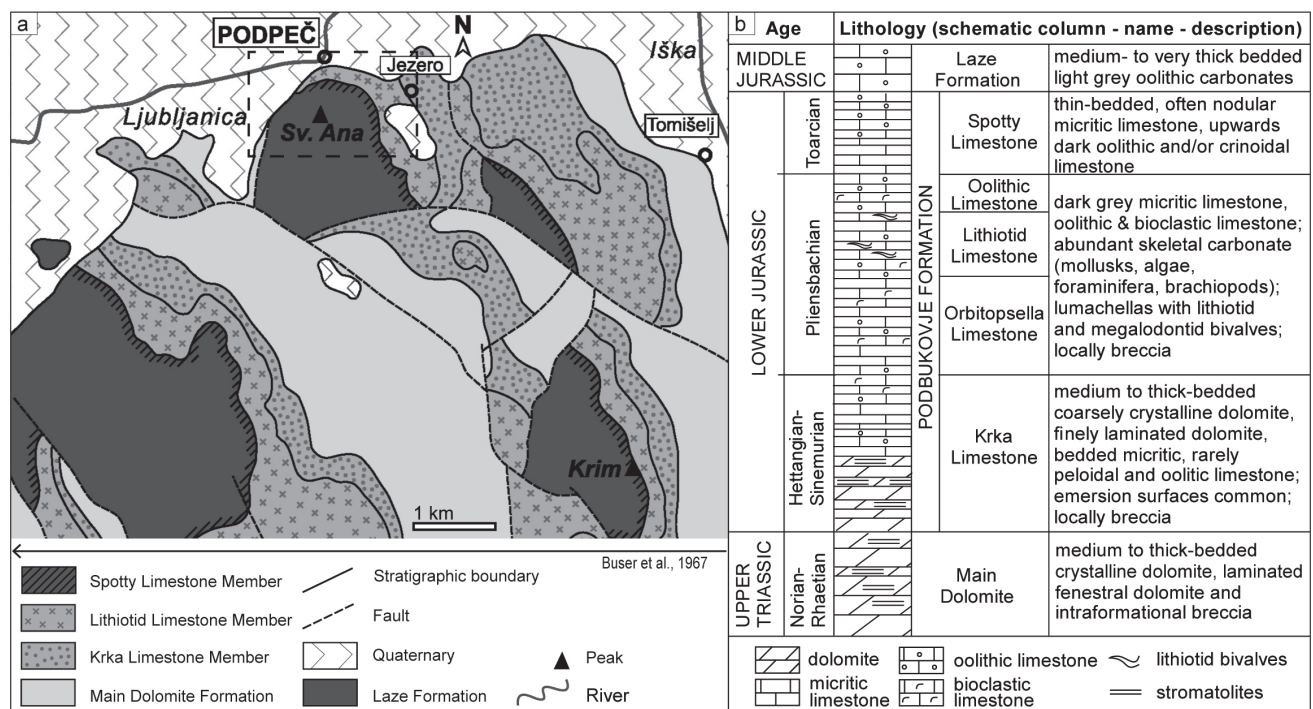 a
PODPEČ
N
Jezero
Iška
Ljubljanica
Sv. Ana
Tomišelj
Krim
1 km
Buser et al., 1967
Spotty Limestone Member
Lithiotid Limestone Member
Krka Limestone Member
Main Dolomite Formation
Stratigraphic boundary
Fault
Quaternary
Laze Formation
Peak
River
b
Age
Lithology (schematic column - name - description)
MIDDLE
JURASSIC
Laze
Formation
medium- to very thick bedded
light grey oolithic carbonates
LOWER JURASSIC
PODBUKOVJE FORMATION
Toarcian
Spotty
Limestone
thin-bedded, often nodular
micritic limestone, upwards
dark oolithic and/or crinoidal
limestone
Pliensbachian
Oolithic
Limestone
Lithiotid
Limestone
Orbitopsella
Limestone
dark grey micritic limestone,
oolithic & bioclastic limestone;
abundant skeletal carbonate
(mollusks, algae,
foraminifera, brachiopods);
lumachellas with lithiotid
and megalodontid bivalves;
locally breccia
Hettangian-
Sinemurian
Krka
Limestone
medium to thick-bedded
coarsely crystalline dolomite,
finely laminated dolomite,
bedded micritic, rarely
peloidal and oolitic limestone;
emersion surfaces common;
locally breccia
UPPER
TRIASSIC
Norian-
Rhaetian
Main
Dolomite
medium to thick-bedded
crystalline dolomite, laminated
fenestral dolomite and
intraformational breccia
dolomite
micritic
limestone
oolithic limestone
bioclastic
limestone
lithiotid bivalves
stromatolites